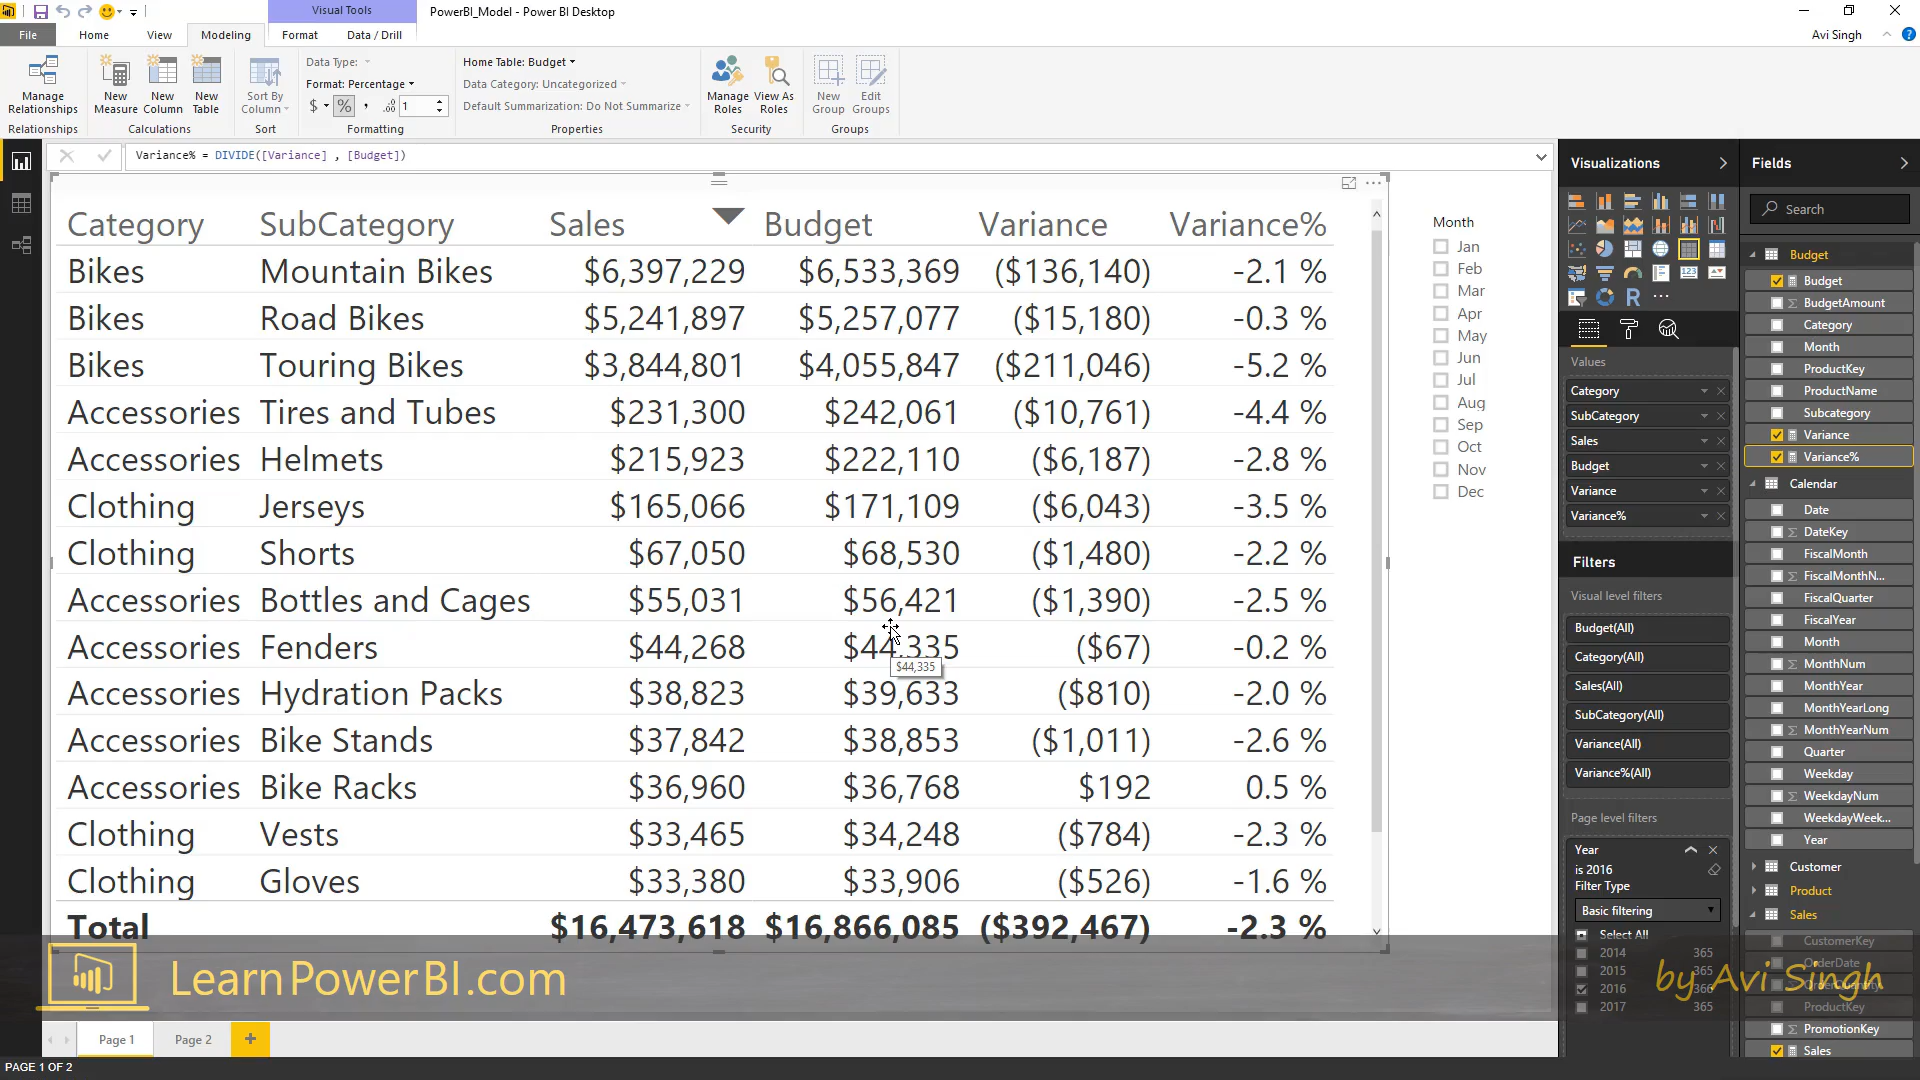 Visual Tools
PowerBI_Model - Power BI Desktop
File Home View Modeling Format Data / Drill
Avi Singh
Manage Relationships
New Measure
New Column
New Table
Sort By Column
Data Type:
Format: Percentage
$ % , .00 1
Home Table: Budget
Data Category: Uncategorized
Default Summarization: Do Not Summarize
Manage Roles
View As Roles
New Group
Edit Groups
Relationships Calculations Sort Formatting Properties Security Groups
Variance% = DIVIDE([Variance] , [Budget])
Category SubCategory Sales Budget Variance Variance%
Bikes Mountain Bikes $6,397,229 $6,533,369 ($136,140) -2.1 %
Bikes Road Bikes $5,241,897 $5,257,077 ($15,180) -0.3 %
Bikes Touring Bikes $3,844,801 $4,055,847 ($211,046) -5.2 %
Accessories Tires and Tubes $231,300 $242,061 ($10,761) -4.4 %
Accessories Helmets $215,923 $222,110 ($6,187) -2.8 %
Clothing Jerseys $165,066 $171,109 ($6,043) -3.5 %
Clothing Shorts $67,050 $68,530 ($1,480) -2.2 %
Accessories Bottles and Cages $55,031 $56,421 ($1,390) -2.5 %
Accessories Fenders $44,268 $44,335 ($67) -0.2 %
$44,335
Accessories Hydration Packs $38,823 $39,633 ($810) -2.0 %
Accessories Bike Stands $37,842 $38,853 ($1,011) -2.6 %
Accessories Bike Racks $36,960 $36,768 $192 0.5 %
Clothing Vests $33,465 $34,248 ($784) -2.3 %
Clothing Gloves $33,380 $33,906 ($526) -1.6 %
Total $16,473,618 $16,866,085 ($392,467) -2.3 %
Month
Jan
Feb
Mar
Apr
May
Jun
Jul
Aug
Sep
Oct
Nov
Dec
Visualizations
Values
Category
SubCategory
Sales
Budget
Variance
Variance%
Filters
Visual level filters
Budget(All)
Category(All)
Sales(All)
SubCategory(All)
Variance(All)
Variance%(All)
Page level filters
Year
is 2016
Filter Type
Basic filtering
Select All
2014 365
2015 365
2016 366
2017 365
Fields
Search
Budget
Budget
BudgetAmount
Category
Month
ProductKey
ProductName
Subcategory
Variance
Variance%
Calendar
Date
DateKey
FiscalMonth
FiscalMonthN...
FiscalQuarter
FiscalYear
Month
MonthNum
MonthYear
MonthYearLong
MonthYearNum
Quarter
Weekday
WeekdayNum
WeekdayWeek...
Year
Customer
Product
Sales
CustomerKey
OrderDate
OrderQuantity
ProductKey
PromotionKey
Sales
LearnPowerBI.com
by Avi Singh
Page 1 Page 2 +
PAGE 1 OF 2